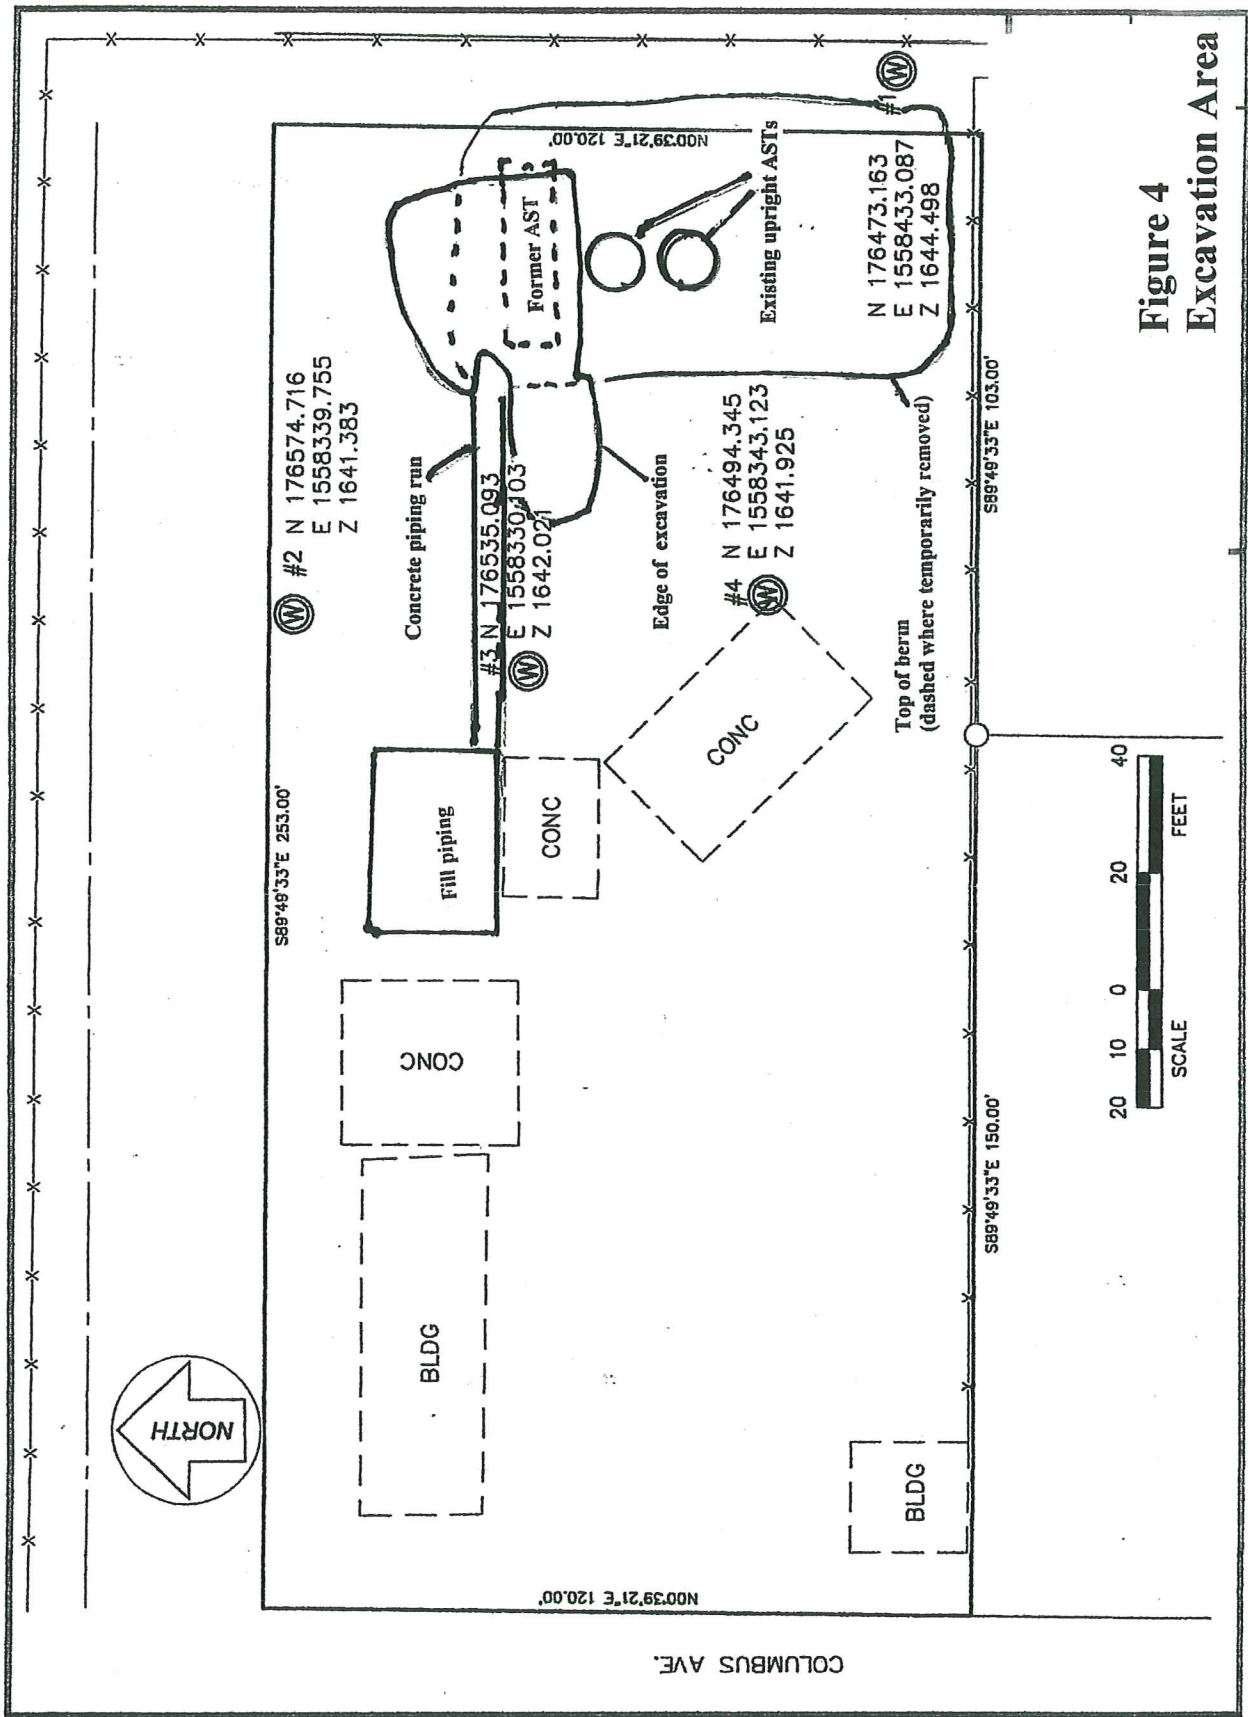 COLUMBUS AVE.
NORTH
N00°39'21"E 120.00'
S89°49'33"E 253.00'
BLDG
BLDG
CONC
Fill piping
CONC
CONC
#2 N 176574.716
E 1558339.755
Z 1641.383
W
Concrete piping run
#3 N 176535.093
E 1558330.103
Z 1642.021
W
Edge of excavation
#4 N 176494.345
E 1558343.123
Z 1641.925
W
Top of berm
(dashed where temporarily removed)
Former AST
Existing upright ASTs
N00°39'21"E 120.00'
#1
W
N 176473.163
E 1558433.087
Z 1644.498
S89°49'33"E 150.00'
S89°49'33"E 103.00'
20 10 0 20 40
SCALE FEET
Figure 4
Excavation Area